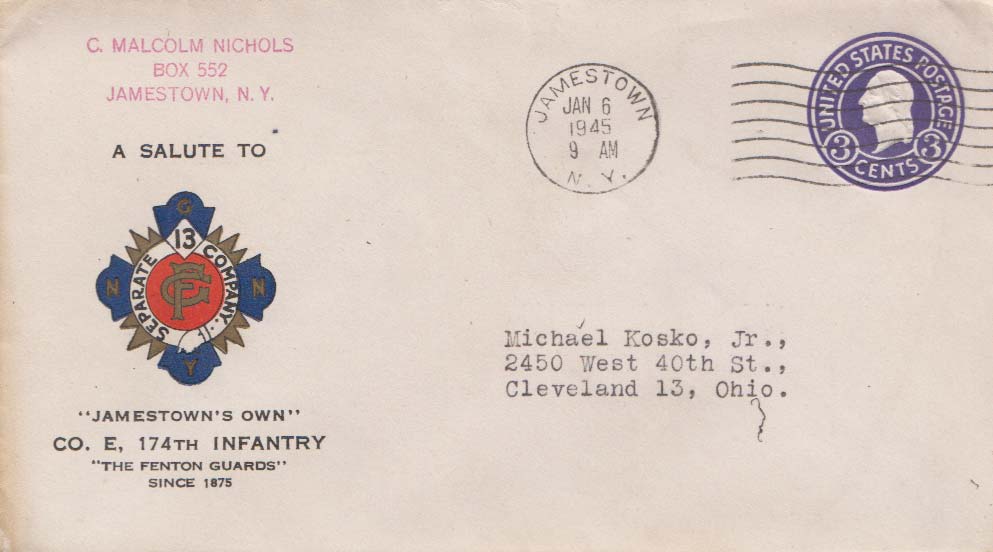 C. MALCOLM NICHOLS
BOX 552
JAMESTOWN, N. Y.
A SALUTE TO
G
13
SEPARATE COMPANY
N FC N
Y
"JAMESTOWN'S OWN"
CO. E, 174TH INFANTRY
"THE FENTON GUARDS"
SINCE 1875
JAMESTOWN
JAN 6
1945
9 AM
N. Y.
UNITED STATES POSTAGE
3 CENTS 3
Michael Kosko, Jr.,
2450 West 40th St.,
Cleveland 13, Ohio.